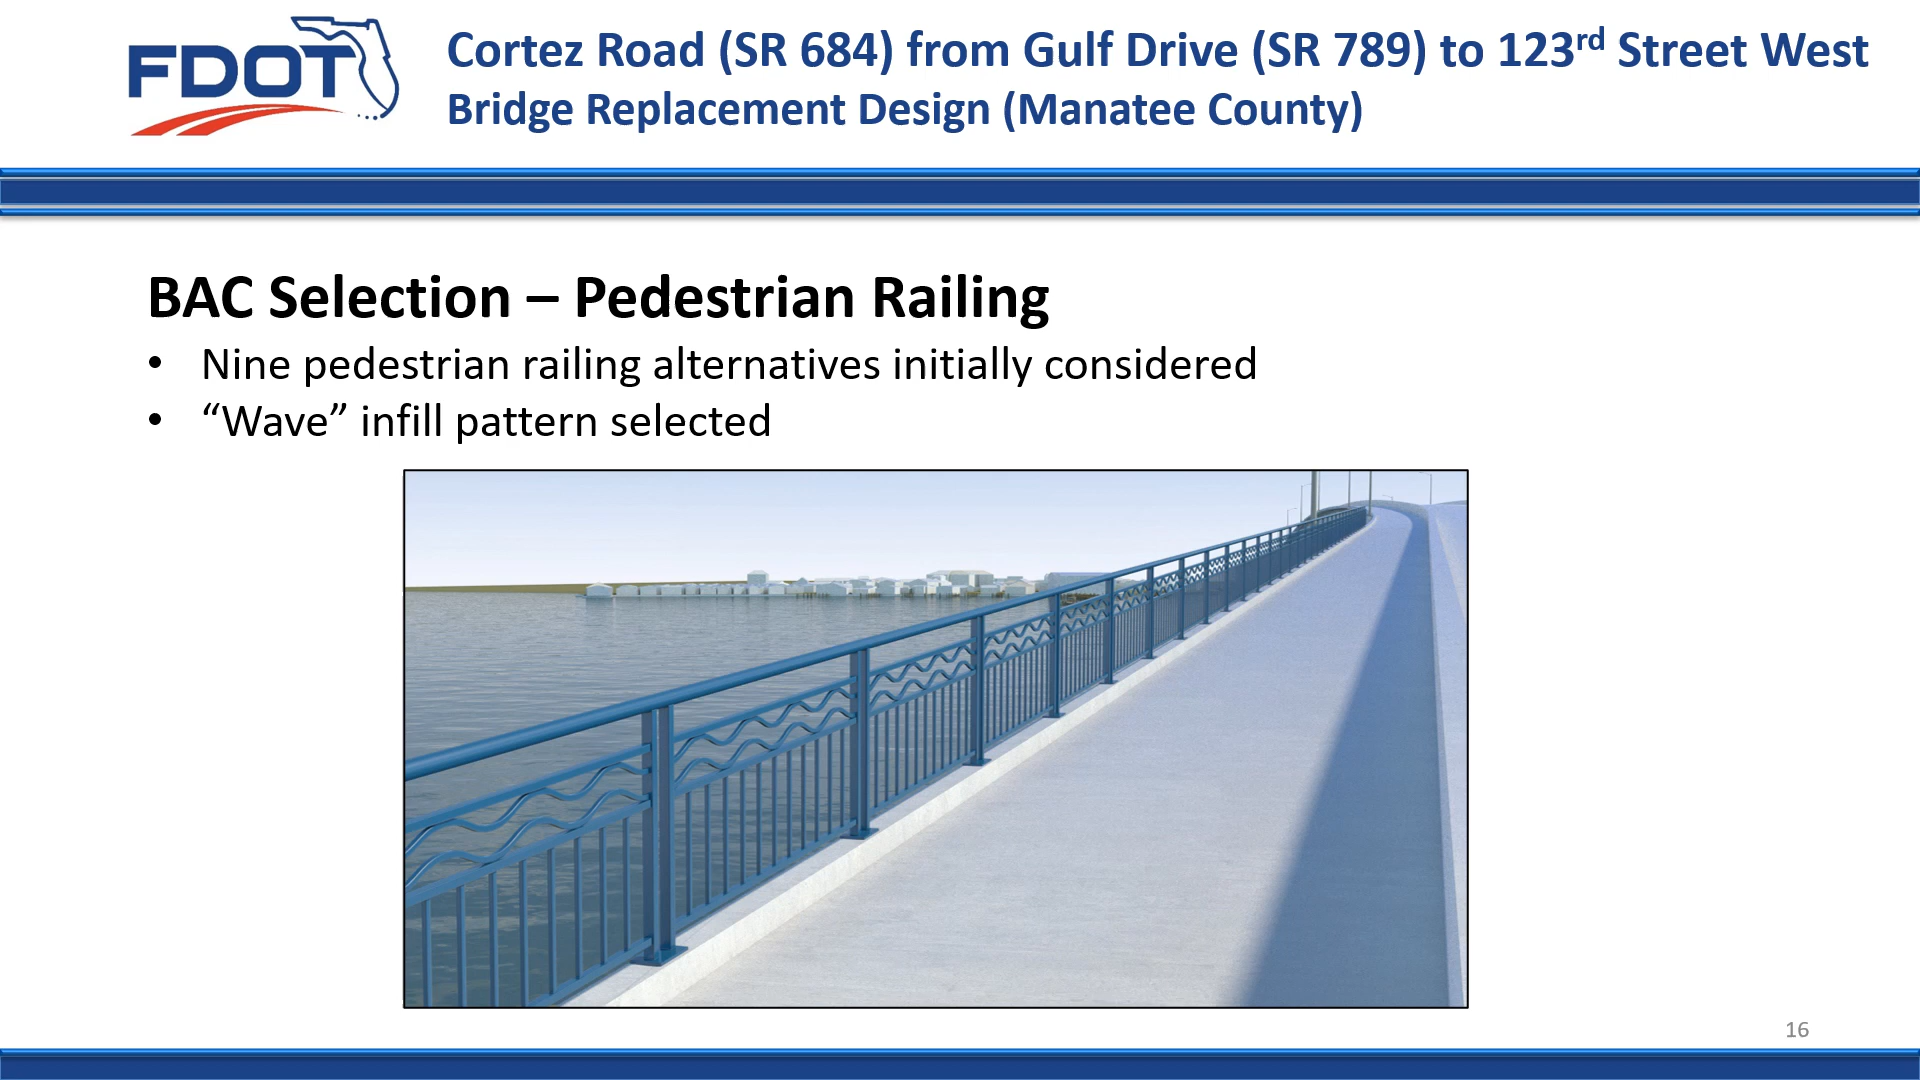 FDOT
Cortez Road (SR 684) from Gulf Drive (SR 789) to 123rd Street West
Bridge Replacement Design (Manatee County)
BAC Selection – Pedestrian Railing
• Nine pedestrian railing alternatives initially considered
• “Wave” infill pattern selected
16